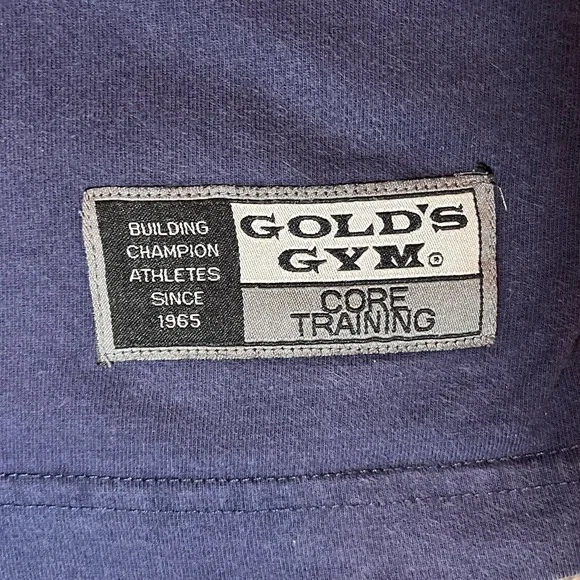 BUILDING
CHAMPION
ATHLETES
SINCE
1965
GOLD'S
GYM®
CORE
TRAINING